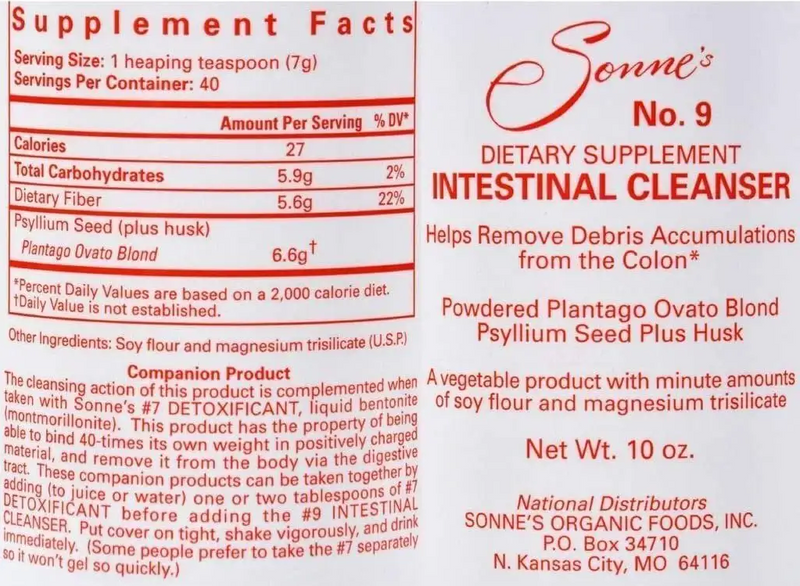 Supplement Facts
Serving Size: 1 heaping teaspoon (7g)
Servings Per Container: 40
Amount Per Serving % DV*
Calories 27
Total Carbohydrates 5.9g 2%
Dietary Fiber 5.6g 22%
Psyllium Seed (plus husk)
Plantago Ovato Blond 6.6g†
*Percent Daily Values are based on a 2,000 calorie diet.
†Daily Value is not established.
Other Ingredients: Soy flour and magnesium trisilicate (U.S.P.)
Companion Product
The cleansing action of this product is complemented when
taken with Sonne's #7 DETOXIFICANT, liquid bentonite
(montmorillonite). This product has the property of being
able to bind 40-times its own weight in positively charged
material, and remove it from the body via the digestive
tract. These companion products can be taken together by
adding (to juice or water) one or two tablespoons of #7
DETOXIFICANT before adding the #9 INTESTINAL
CLEANSER. Put cover on tight, shake vigorously, and drink
immediately. (Some people prefer to take the #7 separately
so it won't gel so quickly.)
Sonne's
No. 9
DIETARY SUPPLEMENT
INTESTINAL CLEANSER
Helps Remove Debris Accumulations
from the Colon*
Powdered Plantago Ovato Blond
Psyllium Seed Plus Husk
A vegetable product with minute amounts
of soy flour and magnesium trisilicate
Net Wt. 10 oz.
National Distributors
SONNE'S ORGANIC FOODS, INC.
P.O. Box 34710
N. Kansas City, MO 64116